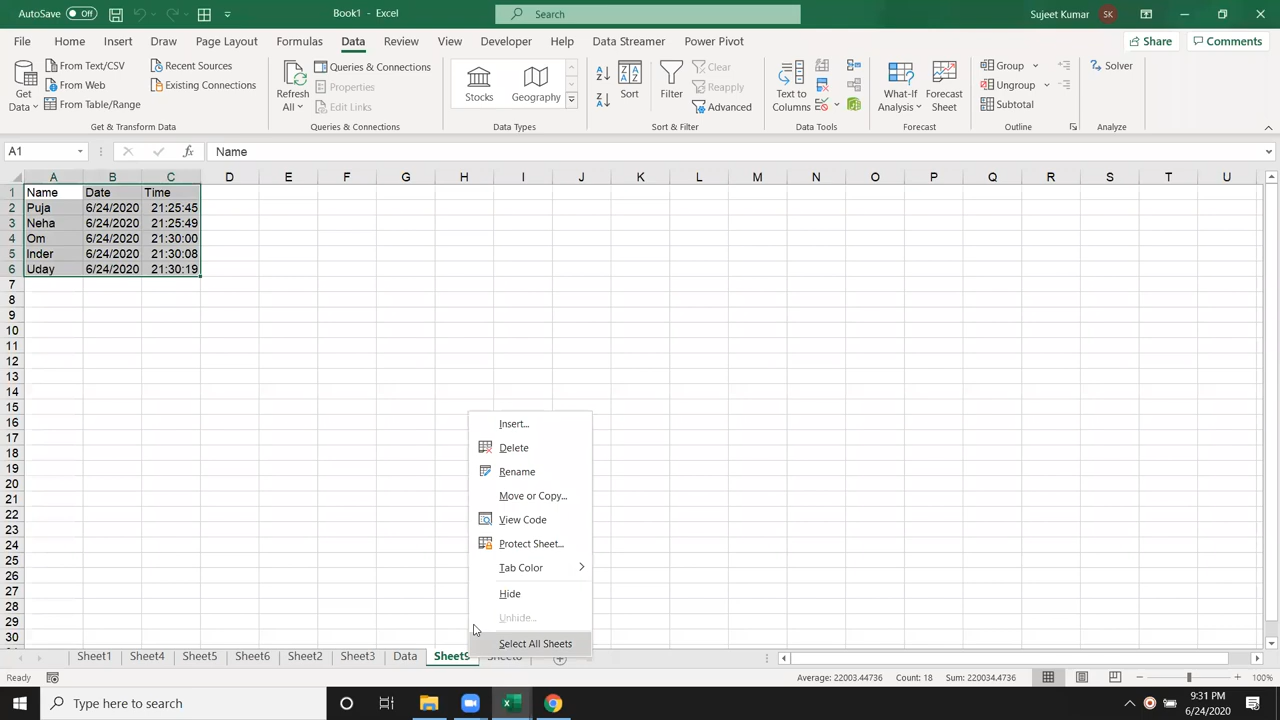 AutoSave Off Book1 - Excel Search Sujeet Kumar SK
File Home Insert Draw Page Layout Formulas Data Review View Developer Help Data Streamer Power Pivot Share Comments
Get Data From Text/CSV From Web From Table/Range Recent Sources Existing Connections
Refresh All Queries & Connections Properties Edit Links
Stocks Geography
Sort Filter Clear Reapply Advanced
Text to Columns
What-If Analysis Forecast Sheet
Group Ungroup Subtotal
Solver
Get & Transform Data Queries & Connections Data Types Sort & Filter Data Tools Forecast Outline Analyze
A1 fx Name
A B C D E F G H I J K L M N O P Q R S T U
1 Name Date Time
2 Puja 6/24/2020 21:25:45
3 Neha 6/24/2020 21:25:49
4 Om 6/24/2020 21:30:00
5 Inder 6/24/2020 21:30:08
6 Uday 6/24/2020 21:30:19
7
8
9
10
11
12
13
14
15
16
17
18
19
20
21
22
23
24
25
26
27
28
29
30
Insert...
Delete
Rename
Move or Copy...
View Code
Protect Sheet...
Tab Color
Hide
Unhide...
Select All Sheets
Sheet1 Sheet4 Sheet5 Sheet6 Sheet2 Sheet3 Data Sheet9
Ready Average: 22003.44736 Count: 18 Sum: 220034.4736 100%
Type here to search 9:31 PM
6/24/2020